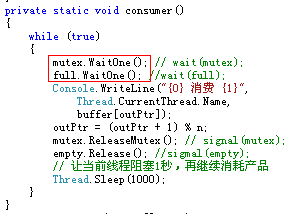 private static void consumer()
{
while (true)
{
mutex.WaitOne(); // wait(mutex);
full.WaitOne(); //wait(full);
Console.WriteLine("{0} 消费 {1}",
Thread.CurrentThread.Name,
buffer[outPtr]);
outPtr = (outPtr + 1) % n;
mutex.ReleaseMutex(); // signal(mutex);
empty.Release(); //signal(empty);
// 让当前线程阻塞1秒，再继续消耗产品
Thread.Sleep(1000);
}
}